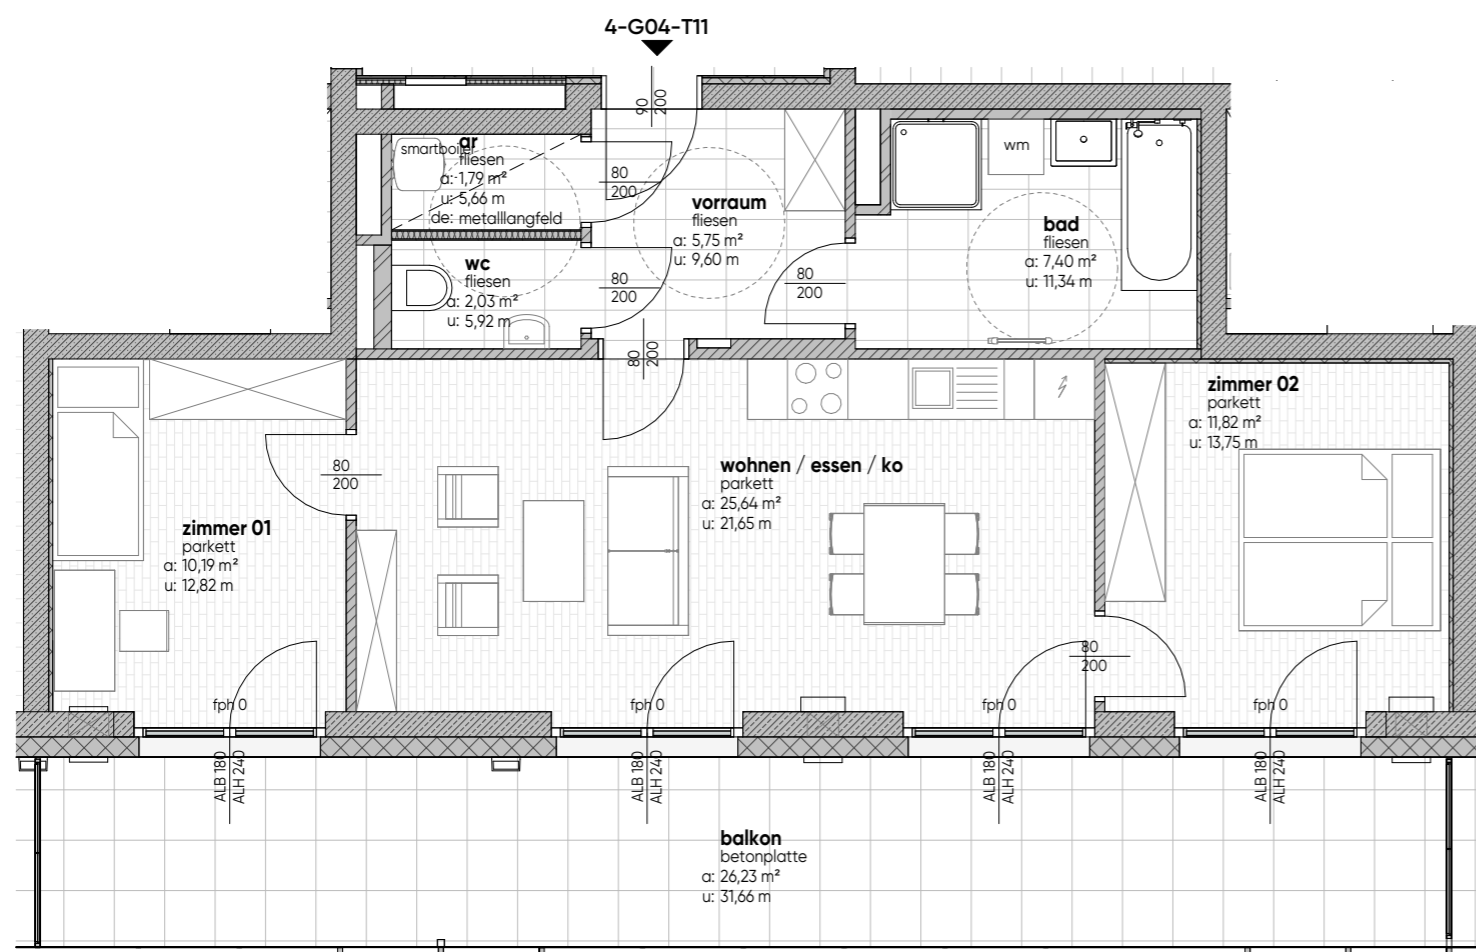 4-G04-T11
90
200
ar
smartboiler
fliesen
a: 1,79 m²
u: 5,66 m
de: metalllangfeld
80
200
vorraum
fliesen
a: 5,75 m²
u: 9,60 m
wm
bad
fliesen
a: 7,40 m²
u: 11,34 m
wc
fliesen
a: 2,03 m²
u: 5,92 m
80
200
80
200
80
200
zimmer 01
parkett
a: 10,19 m²
u: 12,82 m
80
200
wohnen / essen / ko
parkett
a: 25,64 m²
u: 21,65 m
zimmer 02
parkett
a: 11,82 m²
u: 13,75 m
80
200
fph 0
fph 0
fph 0
fph 0
ALB 180
ALH 240
ALB 180
ALH 240
ALB 180
ALH 240
ALB 180
ALH 240
balkon
betonplatte
a: 26,23 m²
u: 31,66 m